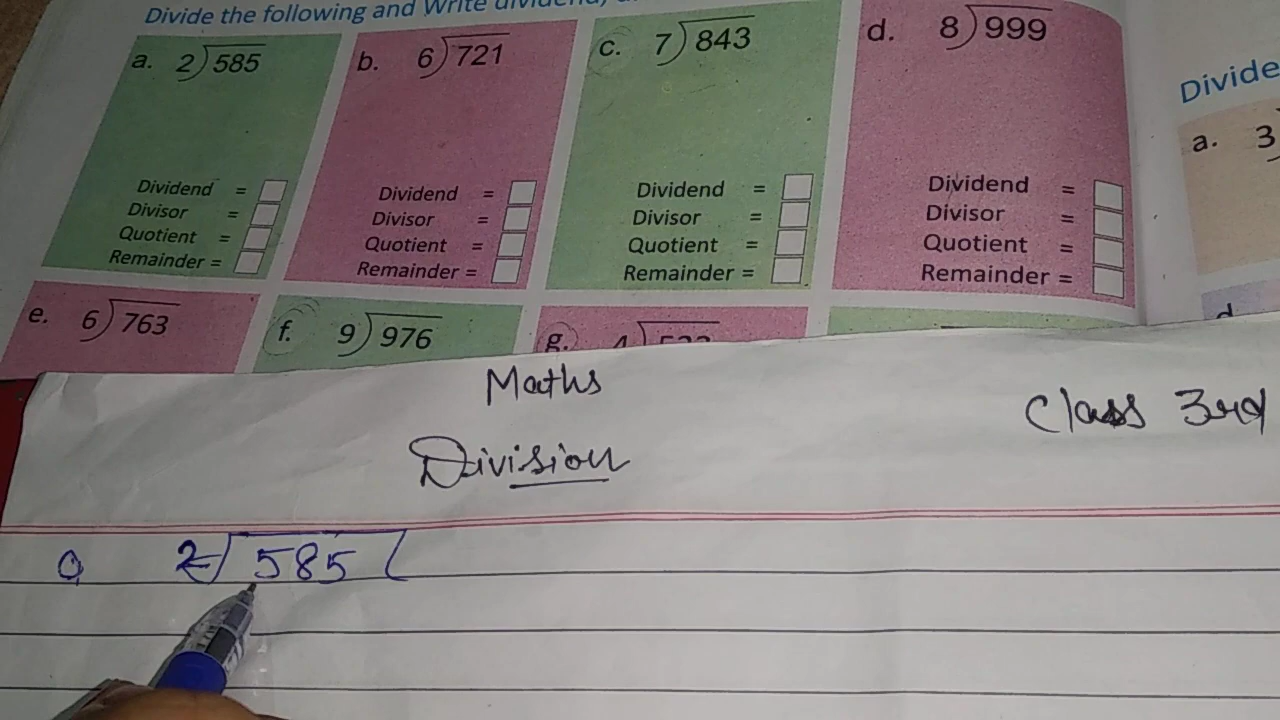 Divide the following and Write
a. 2)585
b. 6)721
c. 7)843
d. 8)999
Dividend =
Divisor =
Quotient =
Remainder =
Dividend =
Divisor =
Quotient =
Remainder =
Dividend =
Divisor =
Quotient =
Remainder =
Dividend =
Divisor =
Quotient =
Remainder =
e. 6)763
f. 9)976
g. 4)
Divide
a. 3
d
Maths
Class 3rd
Division
Q 2)585(